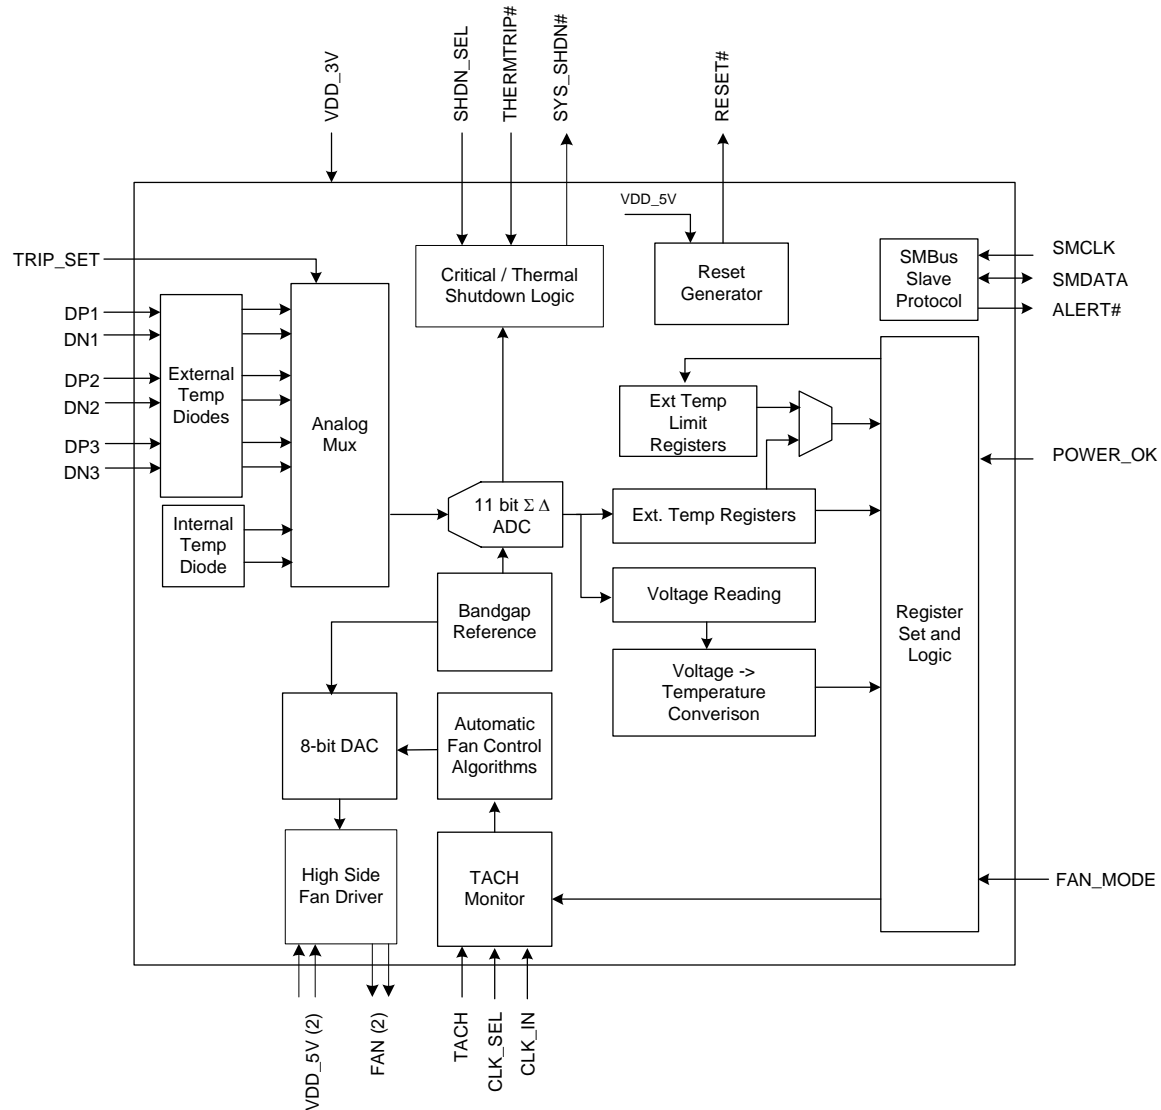 VDD_3V
SHDN_SEL
THERMTRIP#
SYS_SHDN#
RESET#
VDD_5V
TRIP_SET
Critical / Thermal
Shutdown Logic
Reset
Generator
SMBus
Slave
Protocol
SMCLK
SMDATA
ALERT#
DP1
DN1
DP2
DN2
DP3
DN3
External
Temp
Diodes
Analog
Mux
Ext Temp
Limit
Registers
POWER_OK
Internal
Temp
Diode
11 bit Σ Δ
ADC
Ext. Temp Registers
Bandgap
Reference
Voltage Reading
Register
Set and
Logic
Voltage ->
Temperature
Converison
8-bit DAC
Automatic
Fan Control
Algorithms
High Side
Fan Driver
TACH
Monitor
FAN_MODE
VDD_5V (2)
FAN (2)
TACH
CLK_SEL
CLK_IN